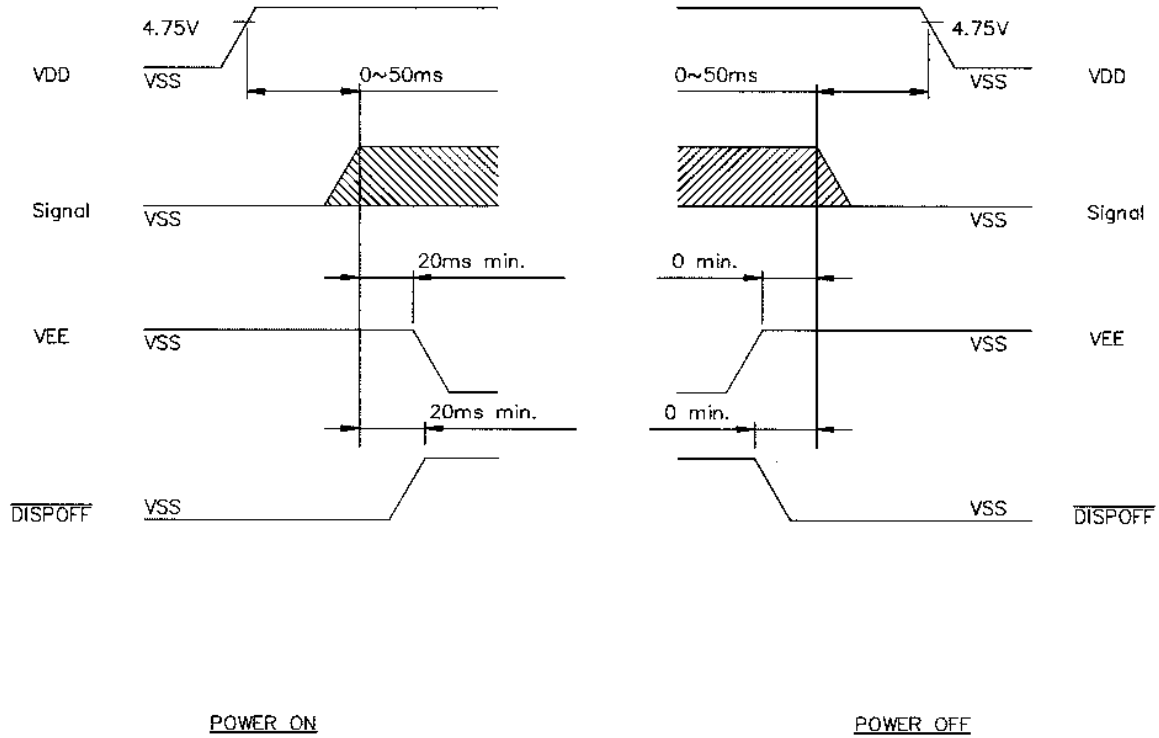 4.75V 4.75V
VDD VSS 0~50ms 0~50ms VSS VDD
Signal VSS VSS Signal
20ms min. 0 min.
VEE VSS VSS VEE
20ms min. 0 min.
DISPOFF VSS VSS DISPOFF
POWER ON POWER OFF